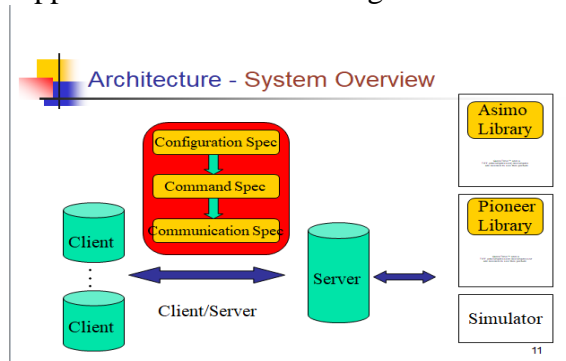 Architecture - System Overview
Asimo
Library
Configuration Spec
Command Spec
Communication Spec
Pioneer
Library
Client
Server
Client/Server
Client
Simulator
11